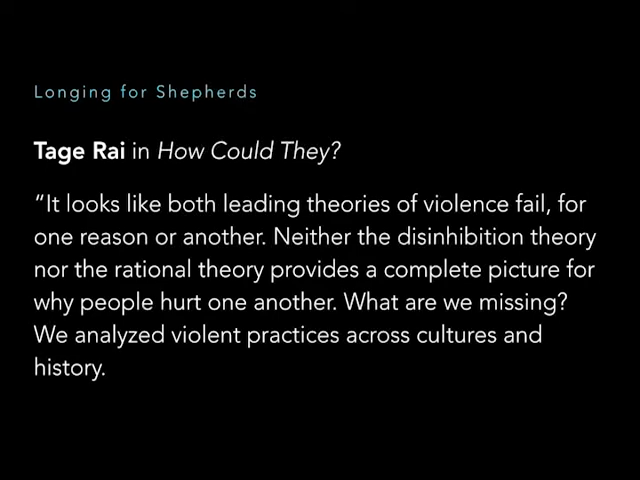 Longing for Shepherds
Tage Rai in How Could They?
“It looks like both leading theories of violence fail, for
one reason or another. Neither the disinhibition theory
nor the rational theory provides a complete picture for
why people hurt one another. What are we missing?
We analyzed violent practices across cultures and
history.